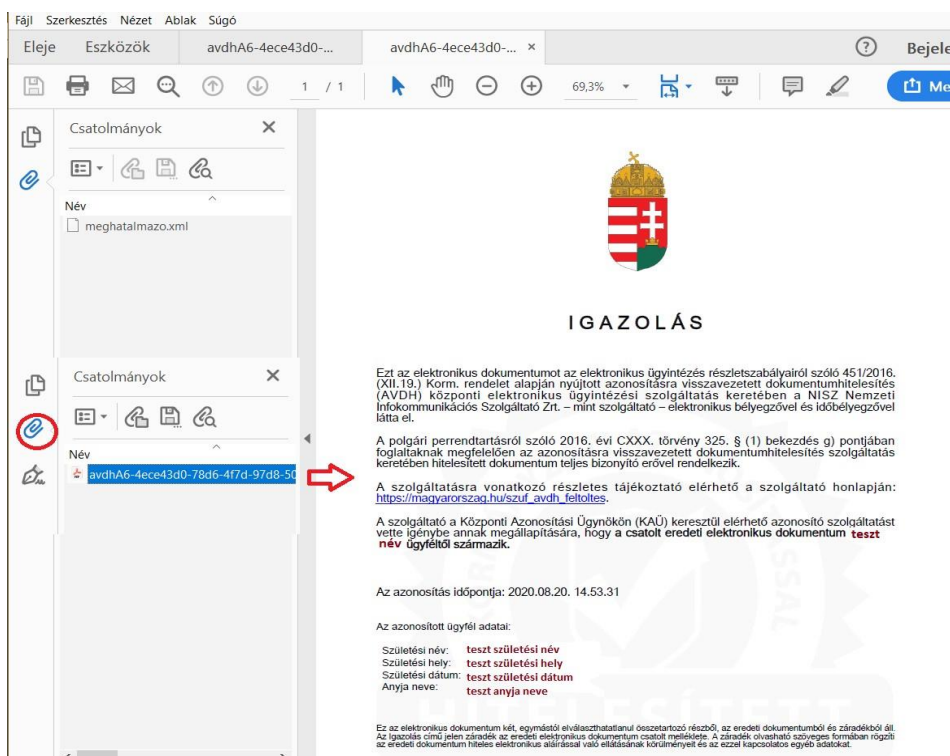 Fájl Szerkesztés Nézet Ablak Súgó
Eleje Eszközök avdhA6-4ece43d0-... avdhA6-4ece43d0-... × ? Bejele
1 / 1 69,3% Me
Csatolmányok ×
Név
meghatalmazo.xml
Csatolmányok ×
Név
avdhA6-4ece43d0-78d6-4f7d-97d8-50
IGAZOLÁS
Ezt az elektronikus dokumentumot az elektronikus ügyintézés részletszabályairól szóló 451/2016.
(XII.19.) Korm. rendelet alapján nyújtott azonosításra visszavezetett dokumentumhitelesítés
(AVDH) központi elektronikus ügyintézési szolgáltatás keretében a NISZ Nemzeti
Infokommunikációs Szolgáltató Zrt. – mint szolgáltató – elektronikus bélyegzővel és időbélyegzővel
látta el.
A polgári perrendtartásról szóló 2016. évi CXXX. törvény 325. § (1) bekezdés g) pontjában
foglaltaknak megfelelően az azonosításra visszavezetett dokumentumhitelesítés szolgáltatás
keretében hitelesített dokumentum teljes bizonyító erővel rendelkezik.
A szolgáltatásra vonatkozó részletes tájékoztató elérhető a szolgáltató honlapján:
https://magyarorszag.hu/szuf_avdh_feltoltes.
A szolgáltató a Központi Azonosítási Ügynökön (KAÜ) keresztül elérhető azonosító szolgáltatást
vette igénybe annak megállapítására, hogy a csatolt eredeti elektronikus dokumentum teszt
név ügyféltől származik.
Az azonosítás időpontja: 2020.08.20. 14.53.31
Az azonosított ügyfél adatai:
Születési név: teszt születési név
Születési hely: teszt születési hely
Születési dátum: teszt születési dátum
Anyja neve: teszt anyja neve
HITELESÍTETT
Ez az elektronikus dokumentum két, egymástól elválaszthatatlanul összetartozó részből, az eredeti dokumentumból és záradékból áll.
Az Igazolás című jelen záradék az eredeti elektronikus dokumentum csatolt melléklete. A záradék olvasható szöveges formában rögzíti
az eredeti dokumentum hiteles elektronikus aláírással való ellátásának körülményeit és az ezzel kapcsolatos egyéb adatokat.